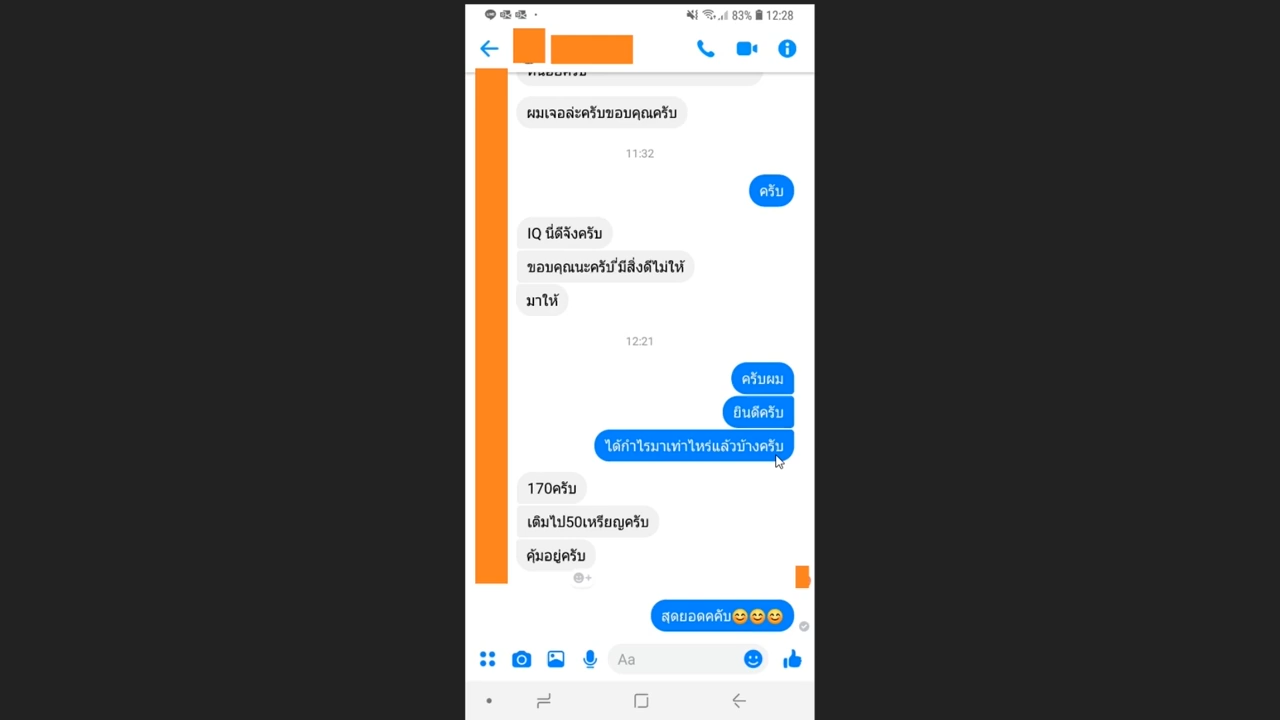 83% 12:28
ผมเจอล่ะครับขอบคุณครับ
11:32
ครับ
IQ นี่ดีจังครับ
ขอบคุณนะครับ ี่มีสิ่งดีไม่ให้
มาให้
12:21
ครับผม
ยินดีครับ
ได้กำไรมาเท่าไหร่แล้วบ้างครับ
170ครับ
เติมไป50เหรียญครับ
คุ้มอยู่ครับ
สุดยอดคคับ😊😊😊
Aa